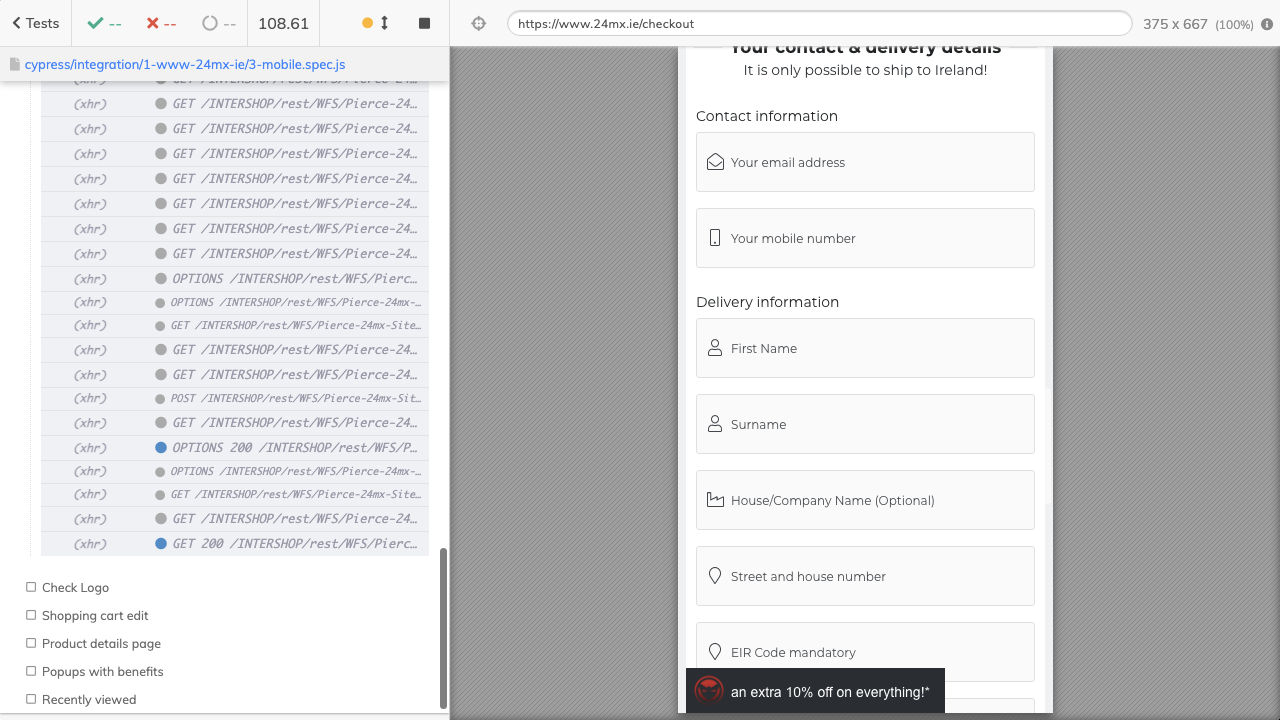 Tests
--
--
--
108.61
https://www.24mx.ie/checkout
375 x 667 (100%)
cypress/integration/1-www-24mx-ie/3-mobile.spec.js
(xhr) GET /INTERSHOP/rest/WFS/Pierce-24…
(xhr) GET /INTERSHOP/rest/WFS/Pierce-24…
(xhr) GET /INTERSHOP/rest/WFS/Pierce-24…
(xhr) GET /INTERSHOP/rest/WFS/Pierce-24…
(xhr) GET /INTERSHOP/rest/WFS/Pierce-24…
(xhr) GET /INTERSHOP/rest/WFS/Pierce-24…
(xhr) GET /INTERSHOP/rest/WFS/Pierce-24…
(xhr) GET /INTERSHOP/rest/WFS/Pierce-24…
(xhr) OPTIONS /INTERSHOP/rest/WFS/Pierc…
(xhr) OPTIONS /INTERSHOP/rest/WFS/Pierce-24mx-…
(xhr) GET /INTERSHOP/rest/WFS/Pierce-24mx-Site…
(xhr) GET /INTERSHOP/rest/WFS/Pierce-24…
(xhr) GET /INTERSHOP/rest/WFS/Pierce-24…
(xhr) POST /INTERSHOP/rest/WFS/Pierce-24mx-Sit…
(xhr) GET /INTERSHOP/rest/WFS/Pierce-24…
(xhr) OPTIONS 200 /INTERSHOP/rest/WFS/P…
(xhr) OPTIONS /INTERSHOP/rest/WFS/Pierce-24mx-…
(xhr) GET /INTERSHOP/rest/WFS/Pierce-24mx-Site…
(xhr) GET /INTERSHOP/rest/WFS/Pierce-24…
(xhr) GET 200 /INTERSHOP/rest/WFS/Pierc…
Check Logo
Shopping cart edit
Product details page
Popups with benefits
Recently viewed
Your contact & delivery details
It is only possible to ship to Ireland!
Contact information
Your email address
Your mobile number
Delivery information
First Name
Surname
House/Company Name (Optional)
Street and house number
EIR Code mandatory
an extra 10% off on everything!*